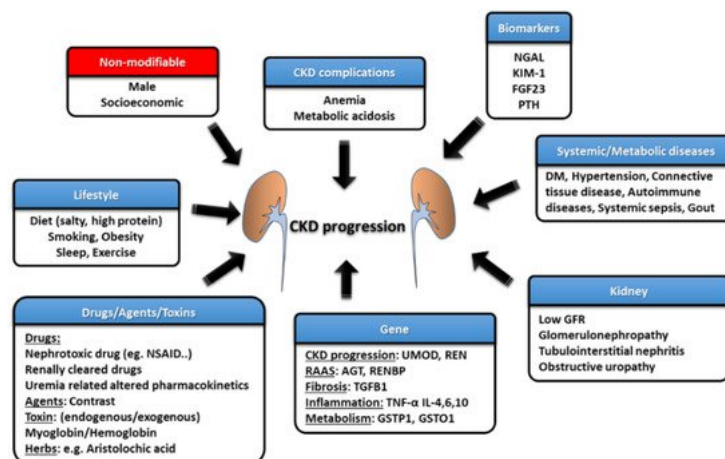 Non-modifiable
Male
Socioeconomic
CKD complications
Anemia
Metabolic acidosis
Biomarkers
NGAL
KIM-1
FGF23
PTH
Lifestyle
Diet (salty, high protein)
Smoking, Obesity
Sleep, Exercise
CKD progression
Systemic/Metabolic diseases
DM, Hypertension, Connective
tissue disease, Autoimmune
diseases, Systemic sepsis, Gout
Drugs/Agents/Toxins
Drugs:
Nephrotoxic drug (eg. NSAID..)
Renally cleared drugs
Uremia related altered pharmacokinetics
Agents: Contrast
Toxin: (endogenous/exogenous)
Myoglobin/Hemoglobin
Herbs: e.g. Aristolochic acid
Gene
CKD progression: UMOD, REN
RAAS: AGT, RENBP
Fibrosis: TGFB1
Inflammation: TNF-α IL-4,6,10
Metabolism: GSTP1, GSTO1
Kidney
Low GFR
Glomerulonephropathy
Tubulointerstitial nephritis
Obstructive uropathy